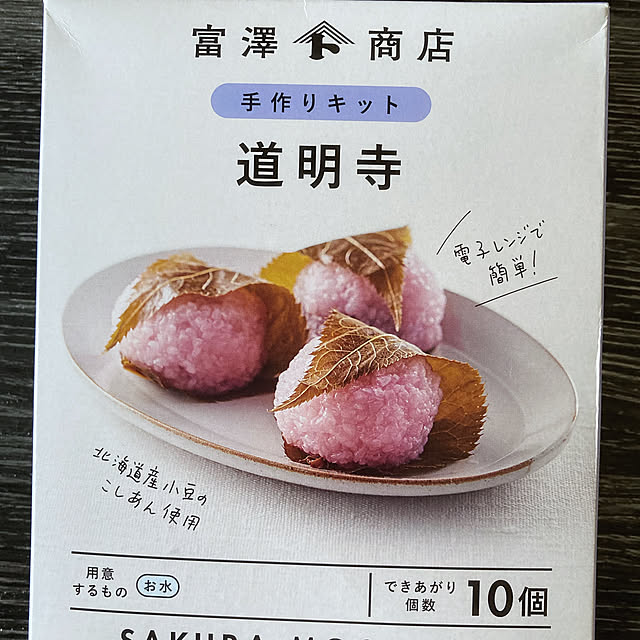 富澤 商店
手作りキット
道明寺
電子レンジで
簡単!
北海道産小豆の
こしあん使用
用意
するもの
お水
できあがり
個数
10個
SAKURA